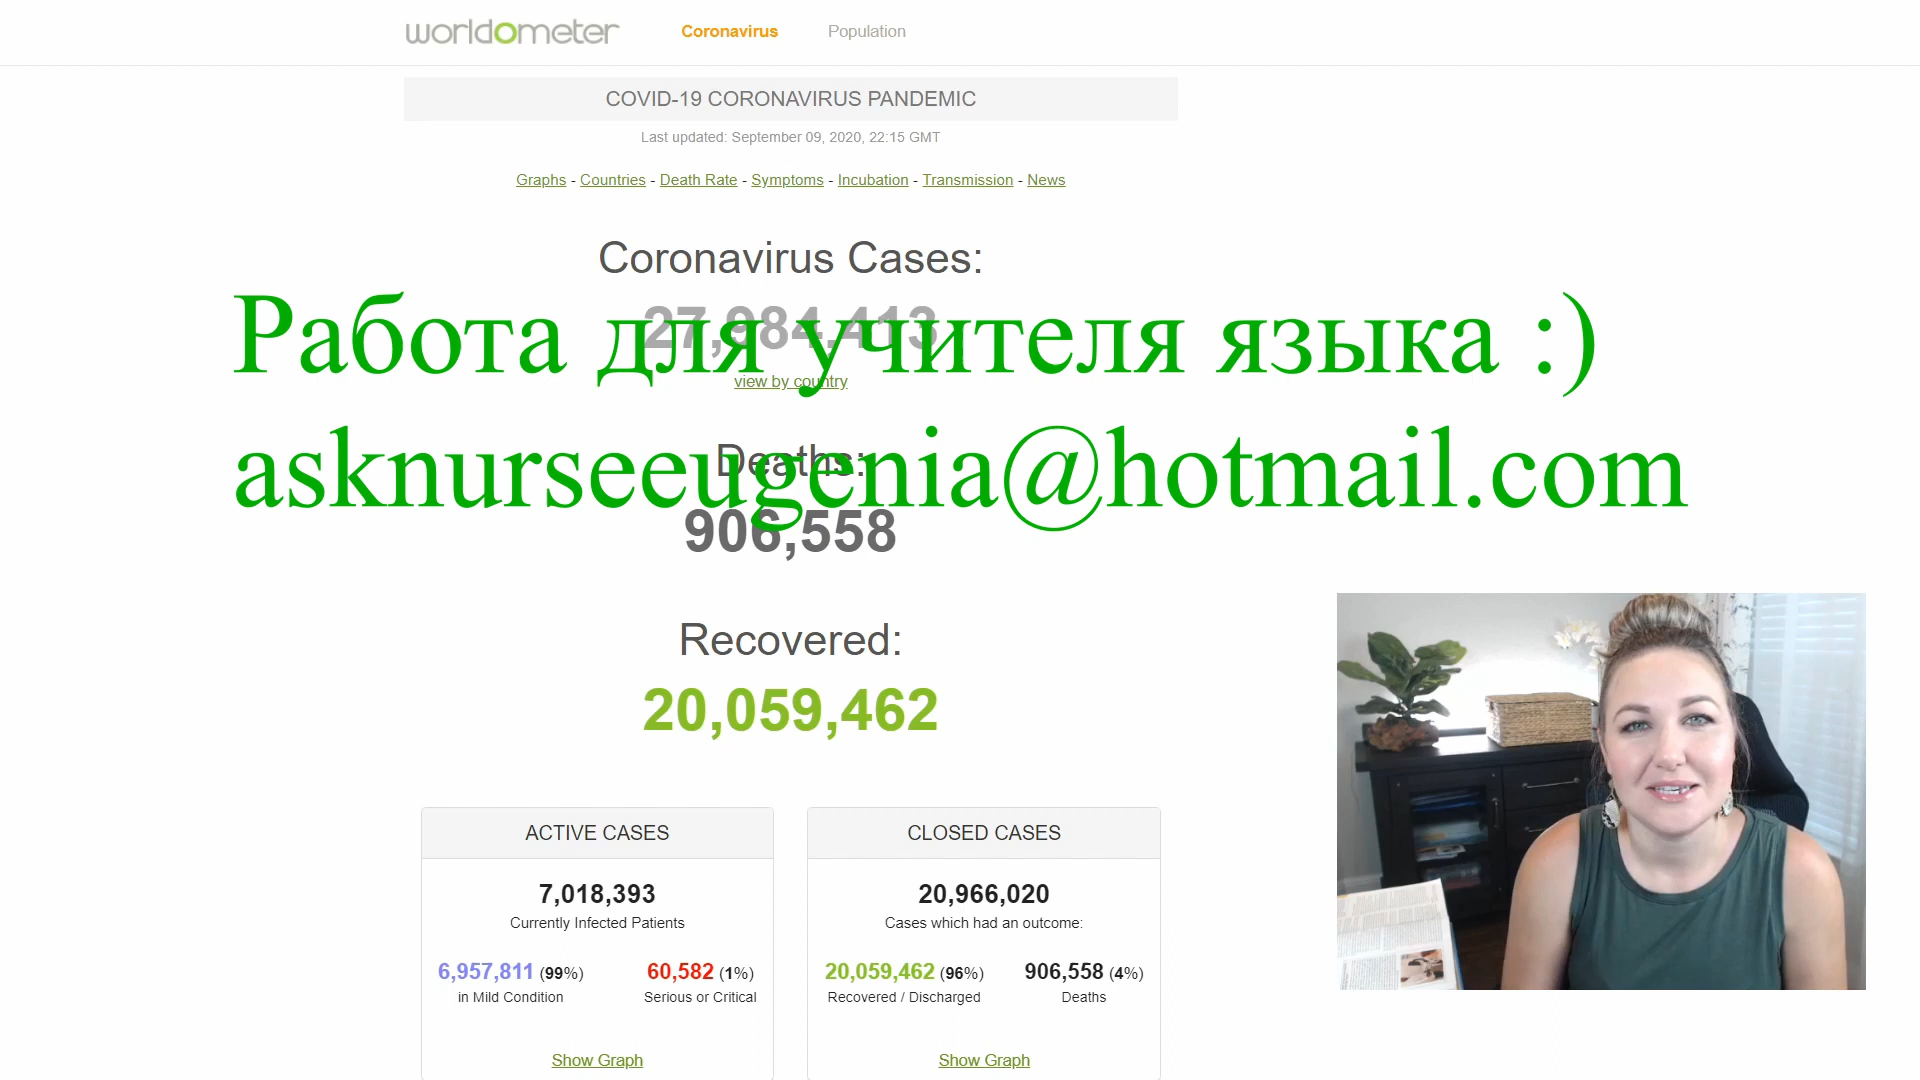 worldometer Coronavirus Population
COVID-19 CORONAVIRUS PANDEMIC
Last updated: September 09, 2020, 22:15 GMT
Graphs - Countries - Death Rate - Symptoms - Incubation - Transmission - News
Coronavirus Cases:
27,984,413
Работа для учителя языка :)
view by country
Deaths:
asknurseeugenia@hotmail.com
906,558
Recovered:
20,059,462
ACTIVE CASES
7,018,393
Currently Infected Patients
6,957,811 (99%)
in Mild Condition
60,582 (1%)
Serious or Critical
Show Graph
CLOSED CASES
20,966,020
Cases which had an outcome:
20,059,462 (96%)
Recovered / Discharged
906,558 (4%)
Deaths
Show Graph